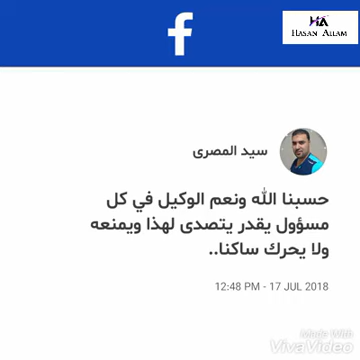 HA
HASAN ALLAM
سيد المصرى
حسبنا الله ونعم الوكيل في كل
مسؤول يقدر يتصدى لهذا ويمنعه
ولا يحرك ساكنا..
12:48 PM - 17 JUL 2018
Made With
VivaVideo